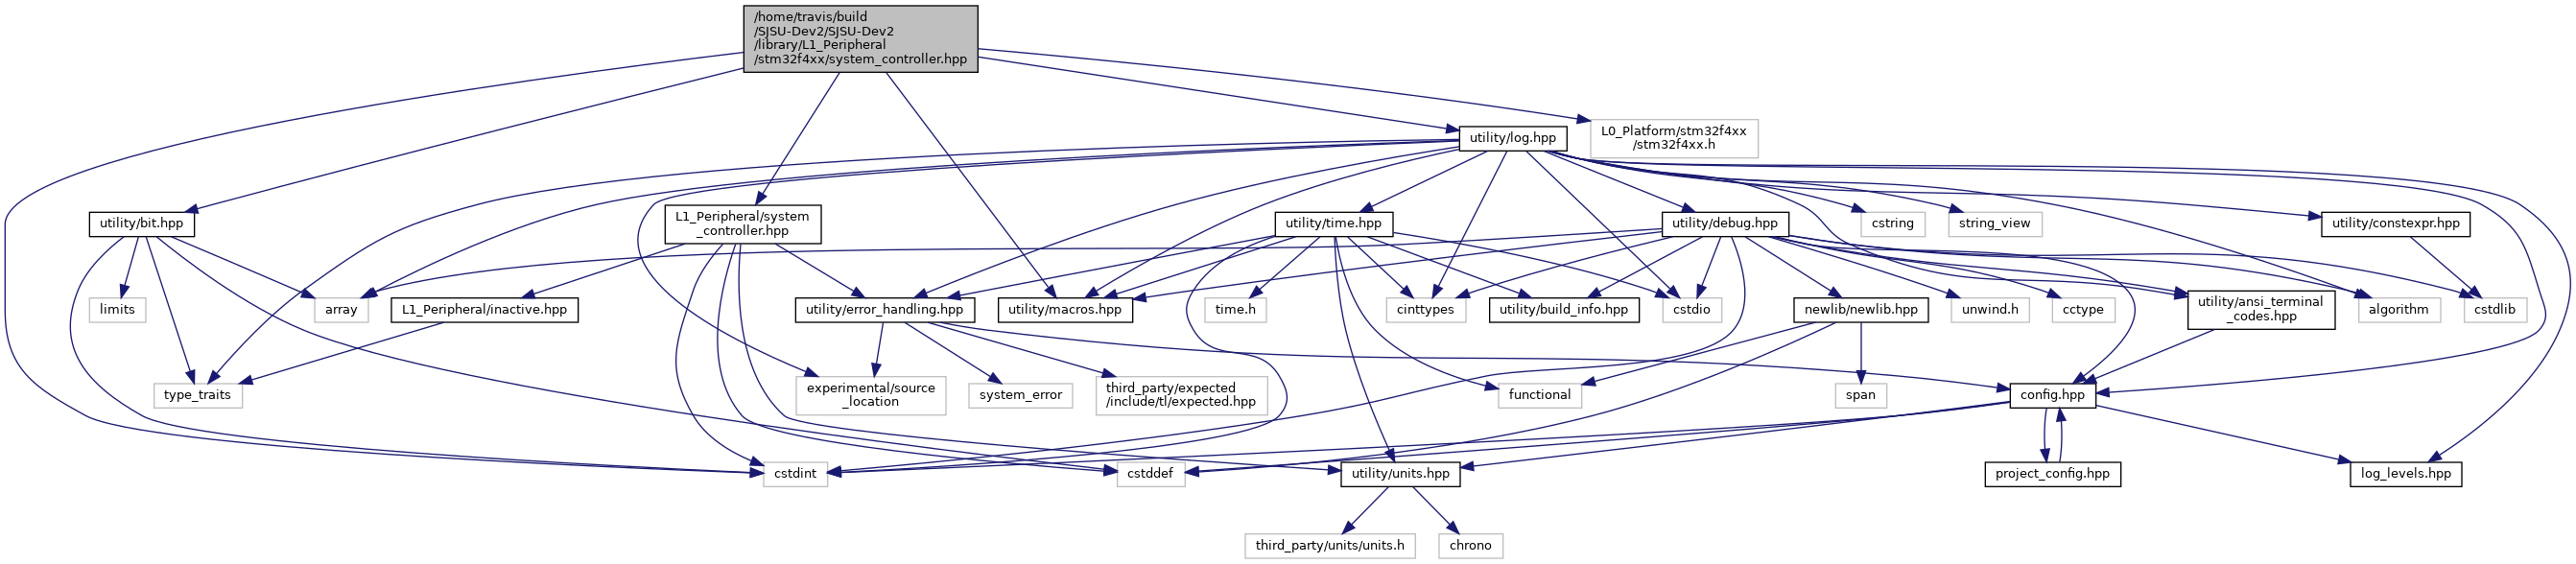 /home/travis/build
/SJSU-Dev2/SJSU-Dev2
/library/L1_Peripheral
/stm32f4xx/system_controller.hpp
L0_Platform/stm32f4xx
/stm32f4xx.h
utility/log.hpp
utility/bit.hpp
L1_Peripheral/system
_controller.hpp
utility/time.hpp
utility/debug.hpp
cstring
string_view
utility/constexpr.hpp
limits
array
L1_Peripheral/inactive.hpp
utility/error_handling.hpp
utility/macros.hpp
time.h
cinttypes
utility/build_info.hpp
cstdio
newlib/newlib.hpp
unwind.h
cctype
utility/ansi_terminal
_codes.hpp
algorithm
cstdlib
type_traits
experimental/source
_location
system_error
third_party/expected
/include/tl/expected.hpp
functional
span
config.hpp
cstdint
cstddef
utility/units.hpp
project_config.hpp
log_levels.hpp
third_party/units/units.h
chrono